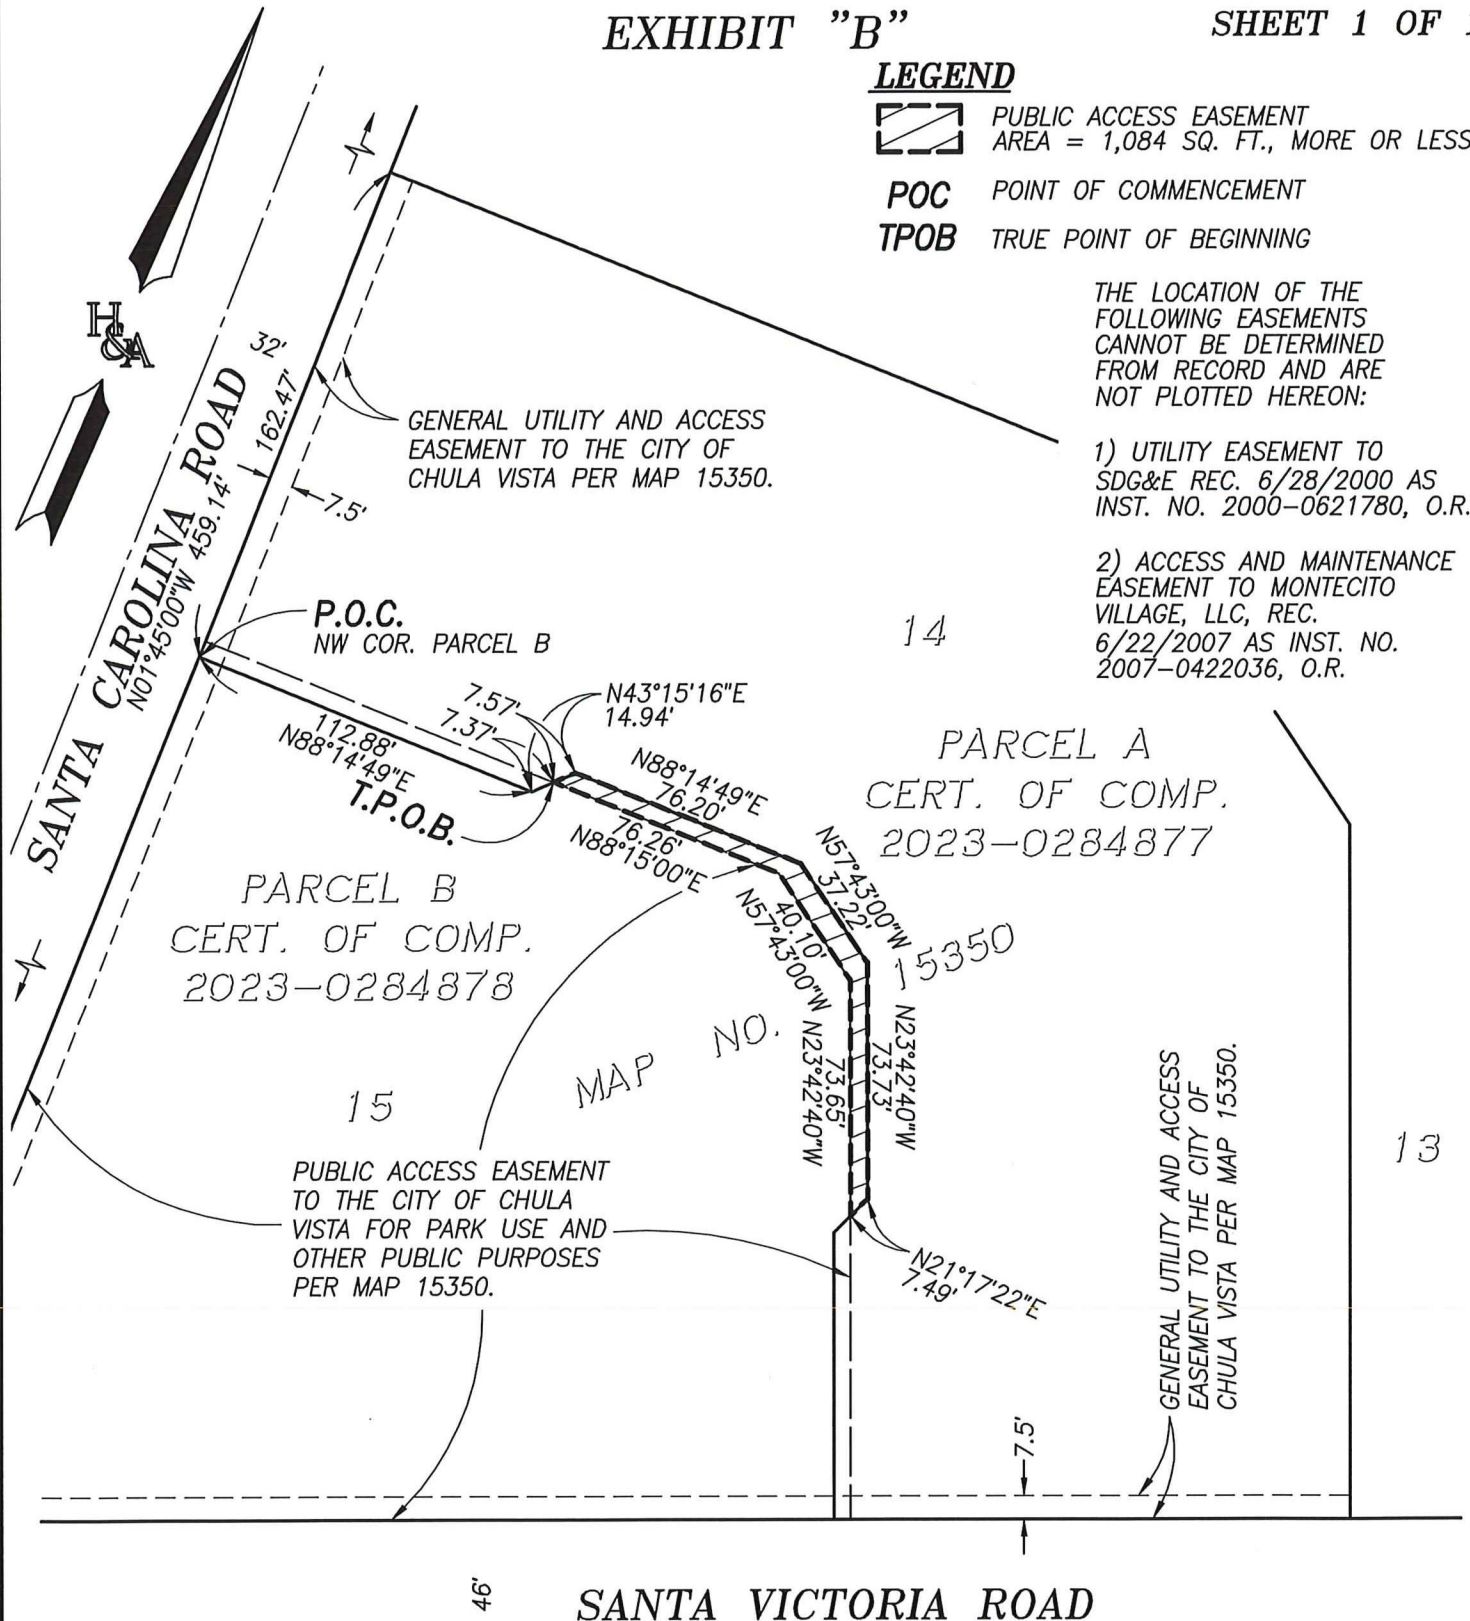 EXHIBIT "B"
SHEET 1 OF
LEGEND
PUBLIC ACCESS EASEMENT
AREA = 1,084 SQ. FT., MORE OR LESS
POC POINT OF COMMENCEMENT
TPOB TRUE POINT OF BEGINNING
THE LOCATION OF THE
FOLLOWING EASEMENTS
CANNOT BE DETERMINED
FROM RECORD AND ARE
NOT PLOTTED HEREON:
1) UTILITY EASEMENT TO
SDG&E REC. 6/28/2000 AS
INST. NO. 2000-0621780, O.R.
2) ACCESS AND MAINTENANCE
EASEMENT TO MONTECITO
VILLAGE, LLC, REC.
6/22/2007 AS INST. NO.
2007-0422036, O.R.
H&A
32'
162.47'
SANTA CAROLINA ROAD
N01°45'00"W 459.14'
GENERAL UTILITY AND ACCESS
EASEMENT TO THE CITY OF
CHULA VISTA PER MAP 15350.
7.5'
P.O.C.
NW COR. PARCEL B
14
7.57'
7.37'
N43°15'16"E
14.94'
112.88'
N88°14'49"E
T.P.O.B.
N88°14'49"E
76.20'
76.26'
N88°15'00"E
PARCEL A
CERT. OF COMP.
2023-0284877
N57°43'00"W
37.22'
40.10'
N57°43'00"W
PARCEL B
CERT. OF COMP.
2023-0284878
MAP NO. 15350
N23°42'40"W
73.73'
73.65'
N23°42'40"W
15
13
PUBLIC ACCESS EASEMENT
TO THE CITY OF CHULA
VISTA FOR PARK USE AND
OTHER PUBLIC PURPOSES
PER MAP 15350.
N21°17'22"E
7.49'
GENERAL UTILITY AND ACCESS
EASEMENT TO THE CITY OF
CHULA VISTA PER MAP 15350.
7.5'
46'
SANTA VICTORIA ROAD